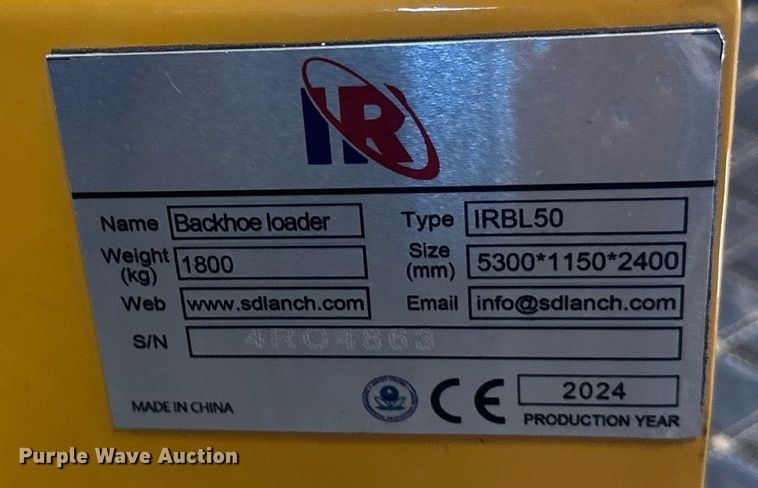 IR
Name Backhoe loader Type IRBL50
Weight (kg) 1800 Size (mm) 5300*1150*2400
Web www.sdlanch.com Email info@sdlanch.com
S/N 4RC4863
MADE IN CHINA CE 2024
PRODUCTION YEAR
Purple Wave Auction